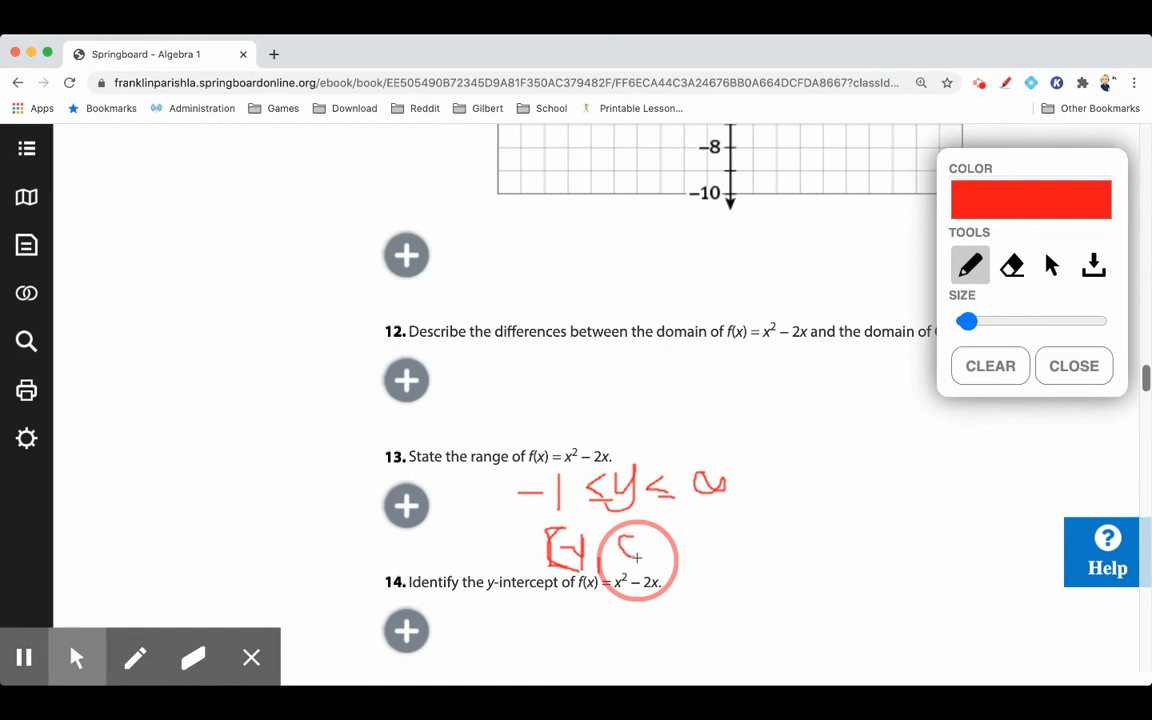 Springboard - Algebra 1
franklinparishla.springboardonline.org/ebook/book/EE505490B72345D9A81F350AC379482F/FF6ECA44C3A24676BB0A664DCFDA8667?classId...
Apps Bookmarks Administration Games Download Reddit Gilbert School Printable Lesson... Other Bookmarks
–8
–10
COLOR
TOOLS
SIZE
CLEAR CLOSE
12. Describe the differences between the domain of f(x) = x² – 2x and the domain of
13. State the range of f(x) = x² – 2x.
-1 ≤ y ≤ ∞
[-1,
14. Identify the y-intercept of f(x) = x² – 2x.
? Help